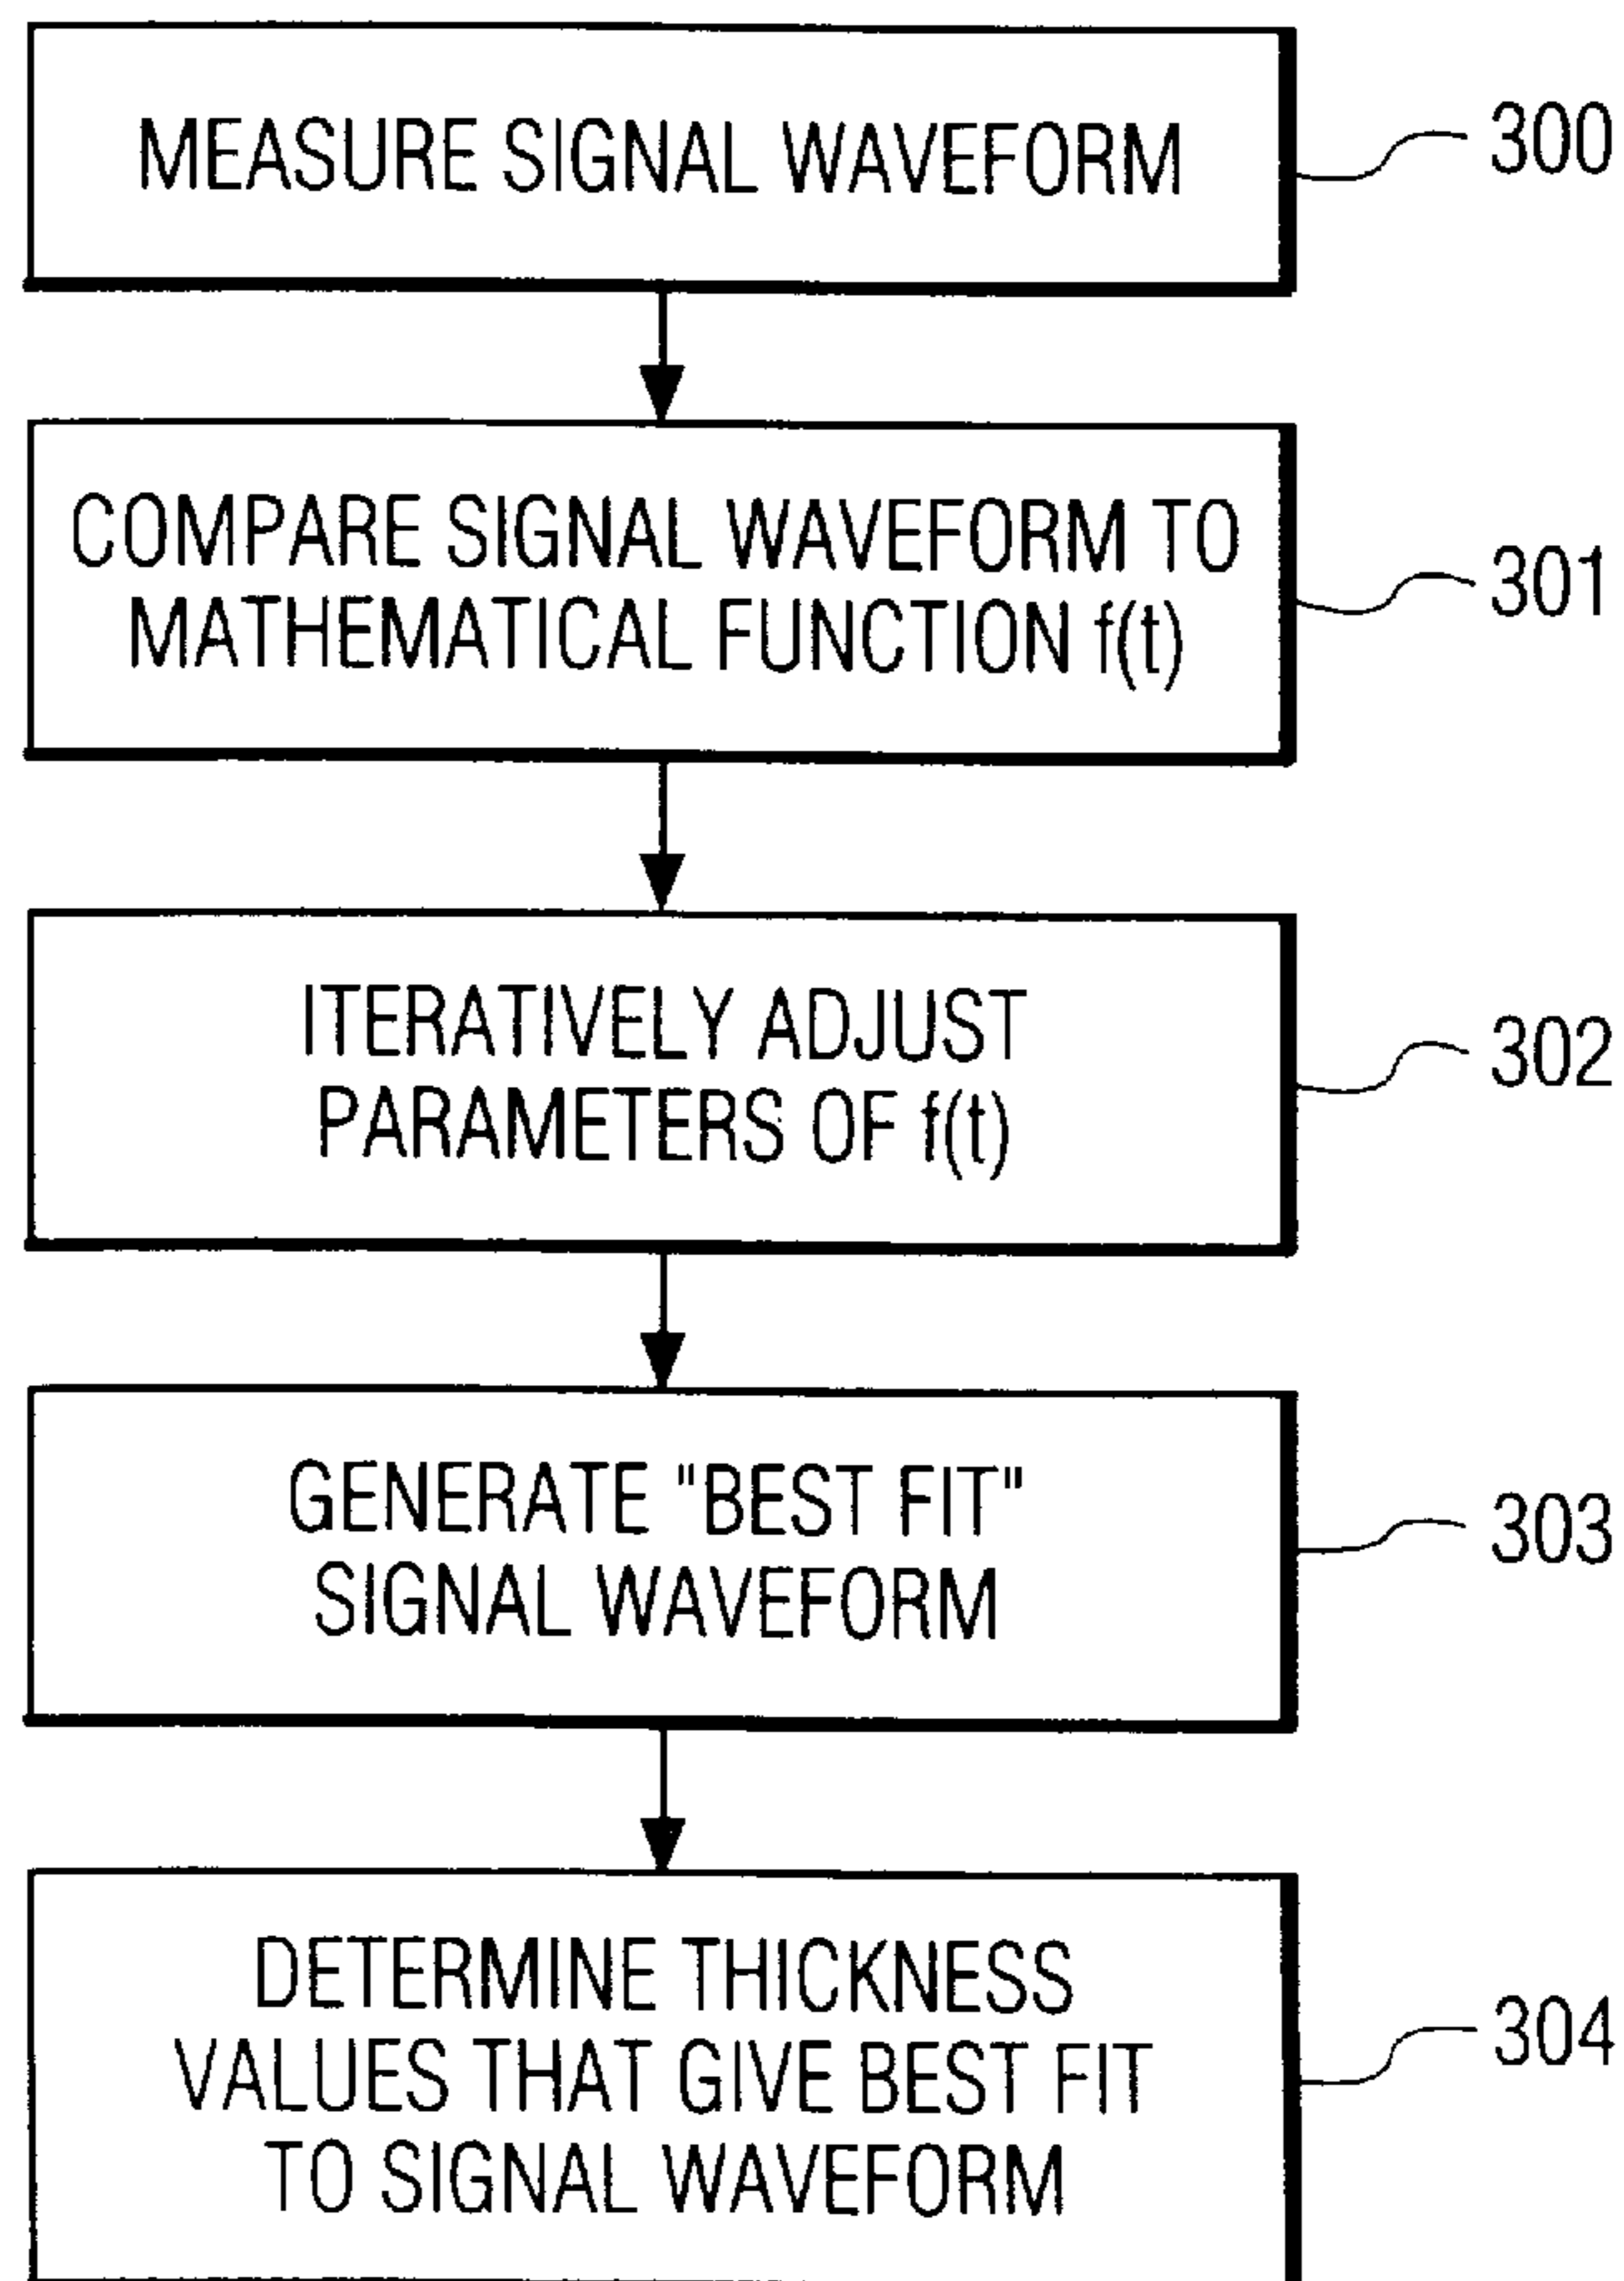 MEASURE SIGNAL WAVEFORM
300
COMPARE SIGNAL WAVEFORM TO
MATHEMATICAL FUNCTION f(t)
301
ITERATIVELY ADJUST
PARAMETERS OF f(t)
302
GENERATE "BEST FIT"
SIGNAL WAVEFORM
303
DETERMINE THICKNESS
VALUES THAT GIVE BEST FIT
TO SIGNAL WAVEFORM
304